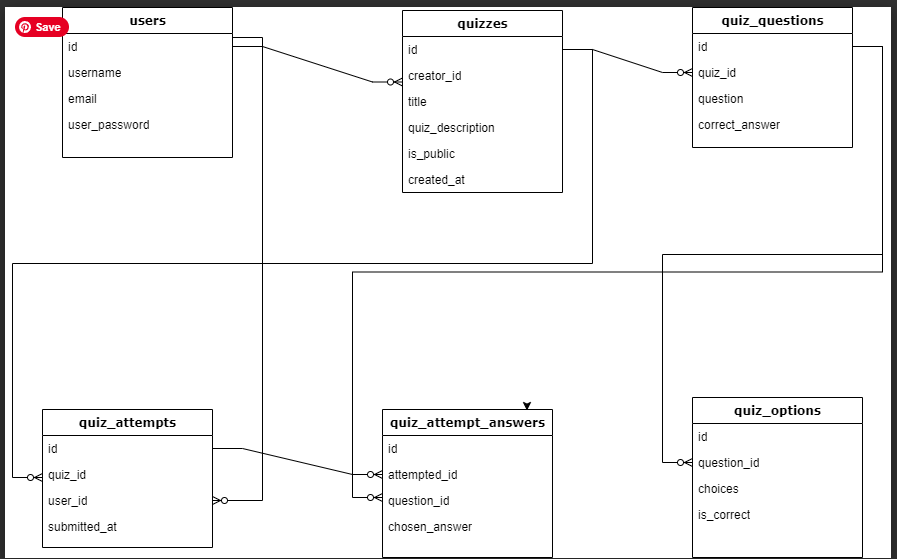 Save
users
id
username
email
user_password
quizzes
id
creator_id
title
quiz_description
is_public
created_at
quiz_questions
id
quiz_id
question
correct_answer
quiz_attempts
id
quiz_id
user_id
submitted_at
quiz_attempt_answers
id
attempted_id
question_id
chosen_answer
quiz_options
id
question_id
choices
is_correct